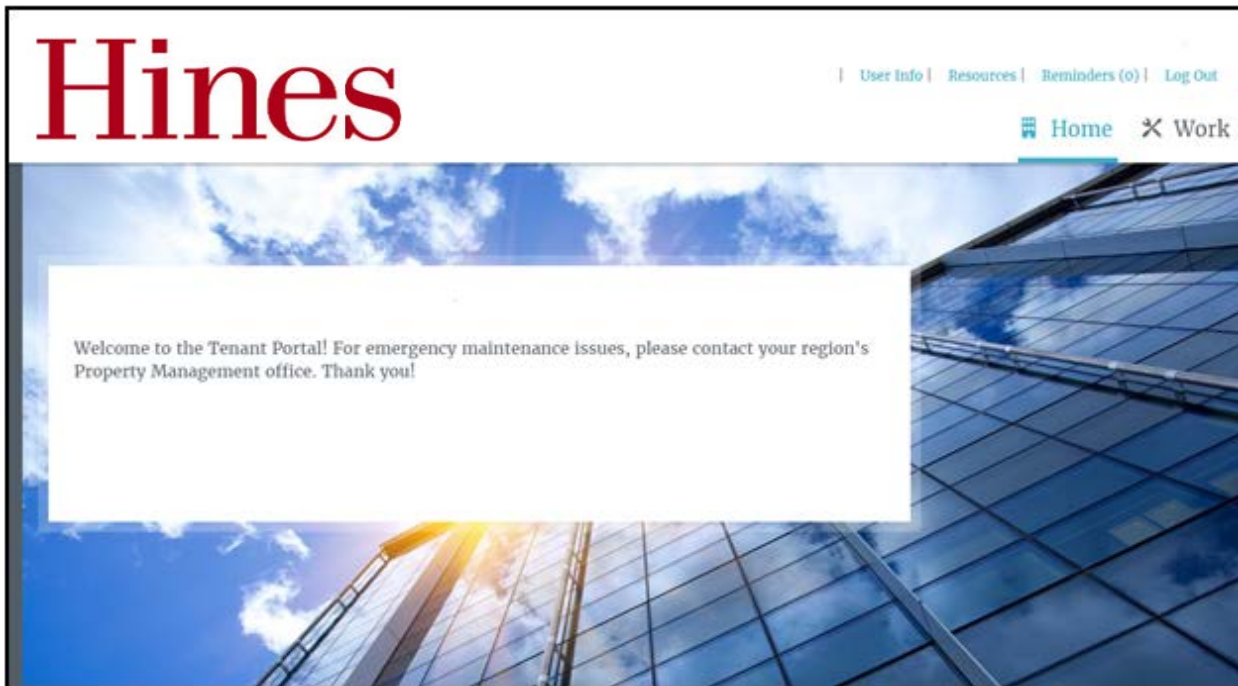 Hines
| User Info | Resources | Reminders (0) | Log Out
Home Work
Welcome to the Tenant Portal! For emergency maintenance issues, please contact your region's
Property Management office. Thank you!